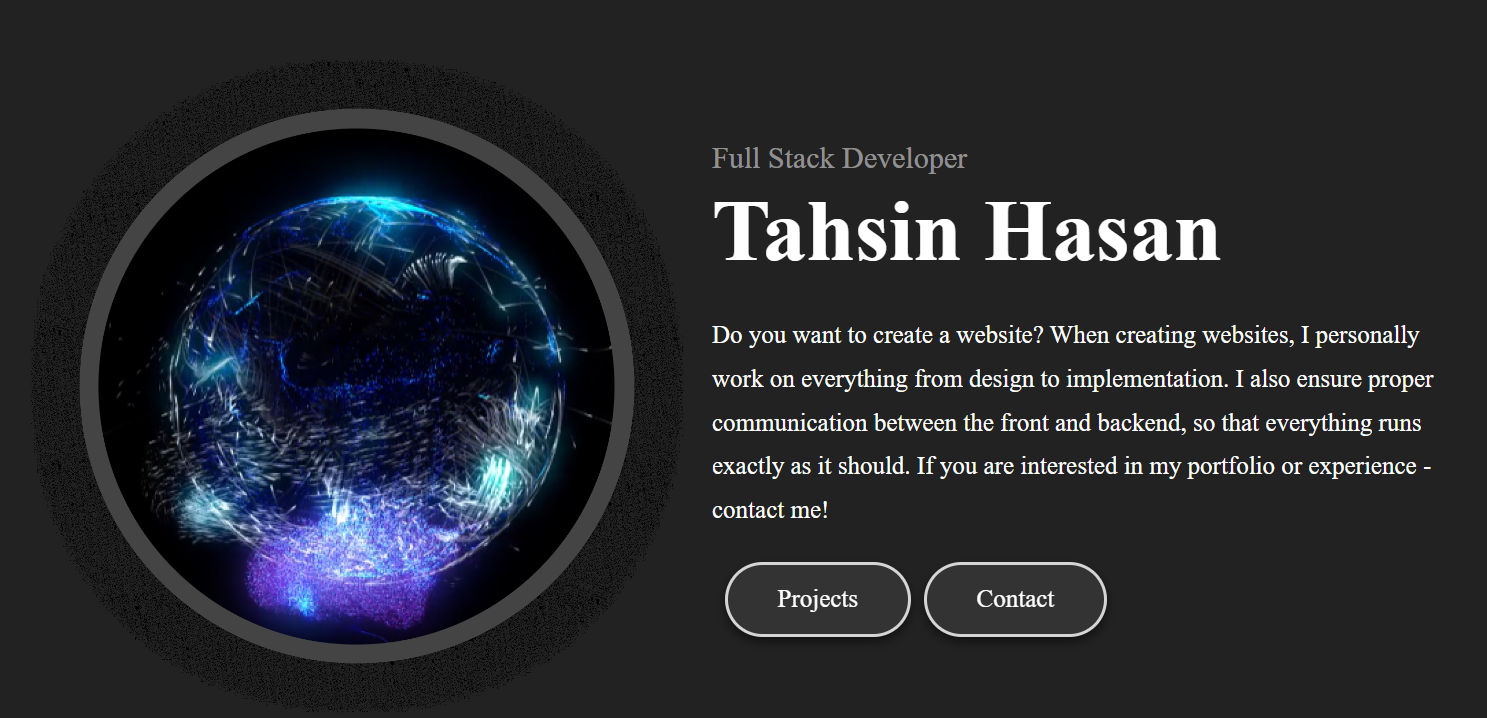 Full Stack Developer
Tahsin Hasan
Do you want to create a website? When creating websites, I personally
work on everything from design to implementation. I also ensure proper
communication between the front and backend, so that everything runs
exactly as it should. If you are interested in my portfolio or experience -
contact me!
Projects
Contact